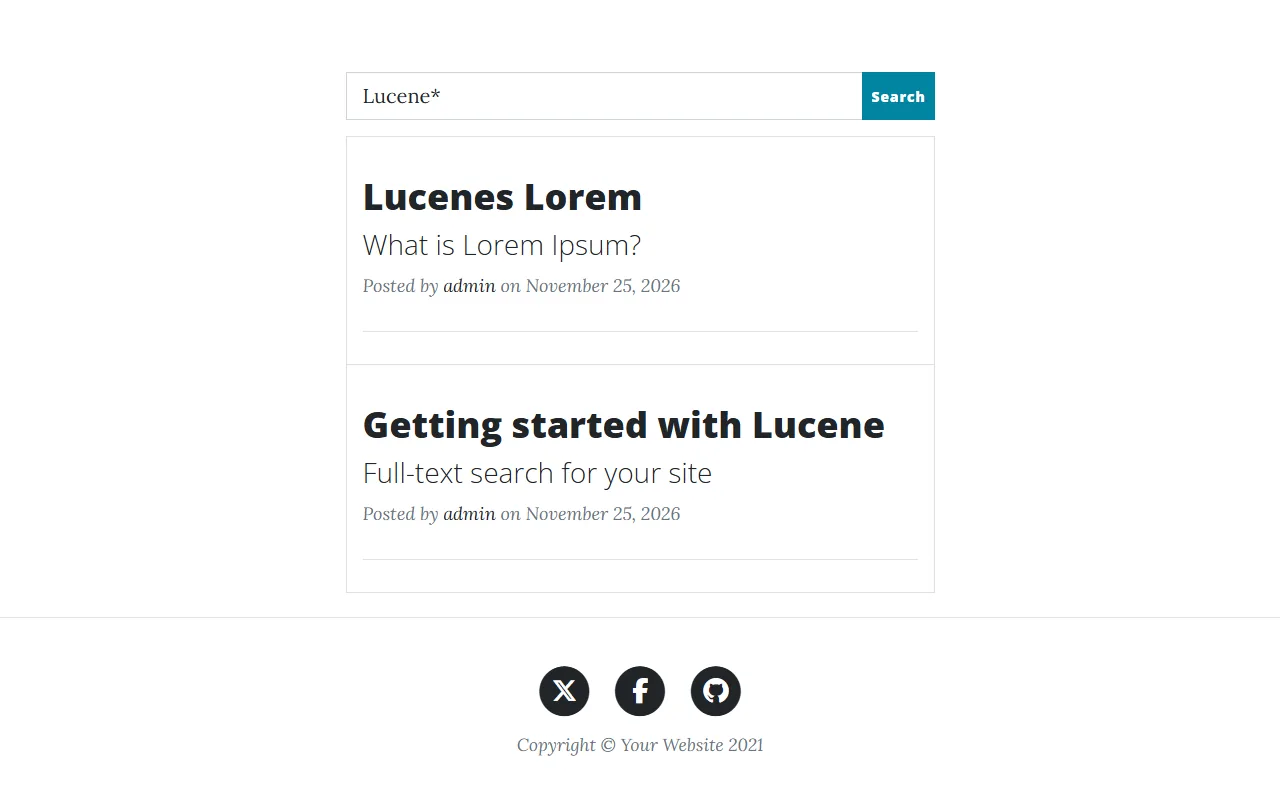 Lucene*
Search
Lucenes Lorem
What is Lorem Ipsum?
Posted by admin on November 25, 2026
Getting started with Lucene
Full-text search for your site
Posted by admin on November 25, 2026
Copyright © Your Website 2021